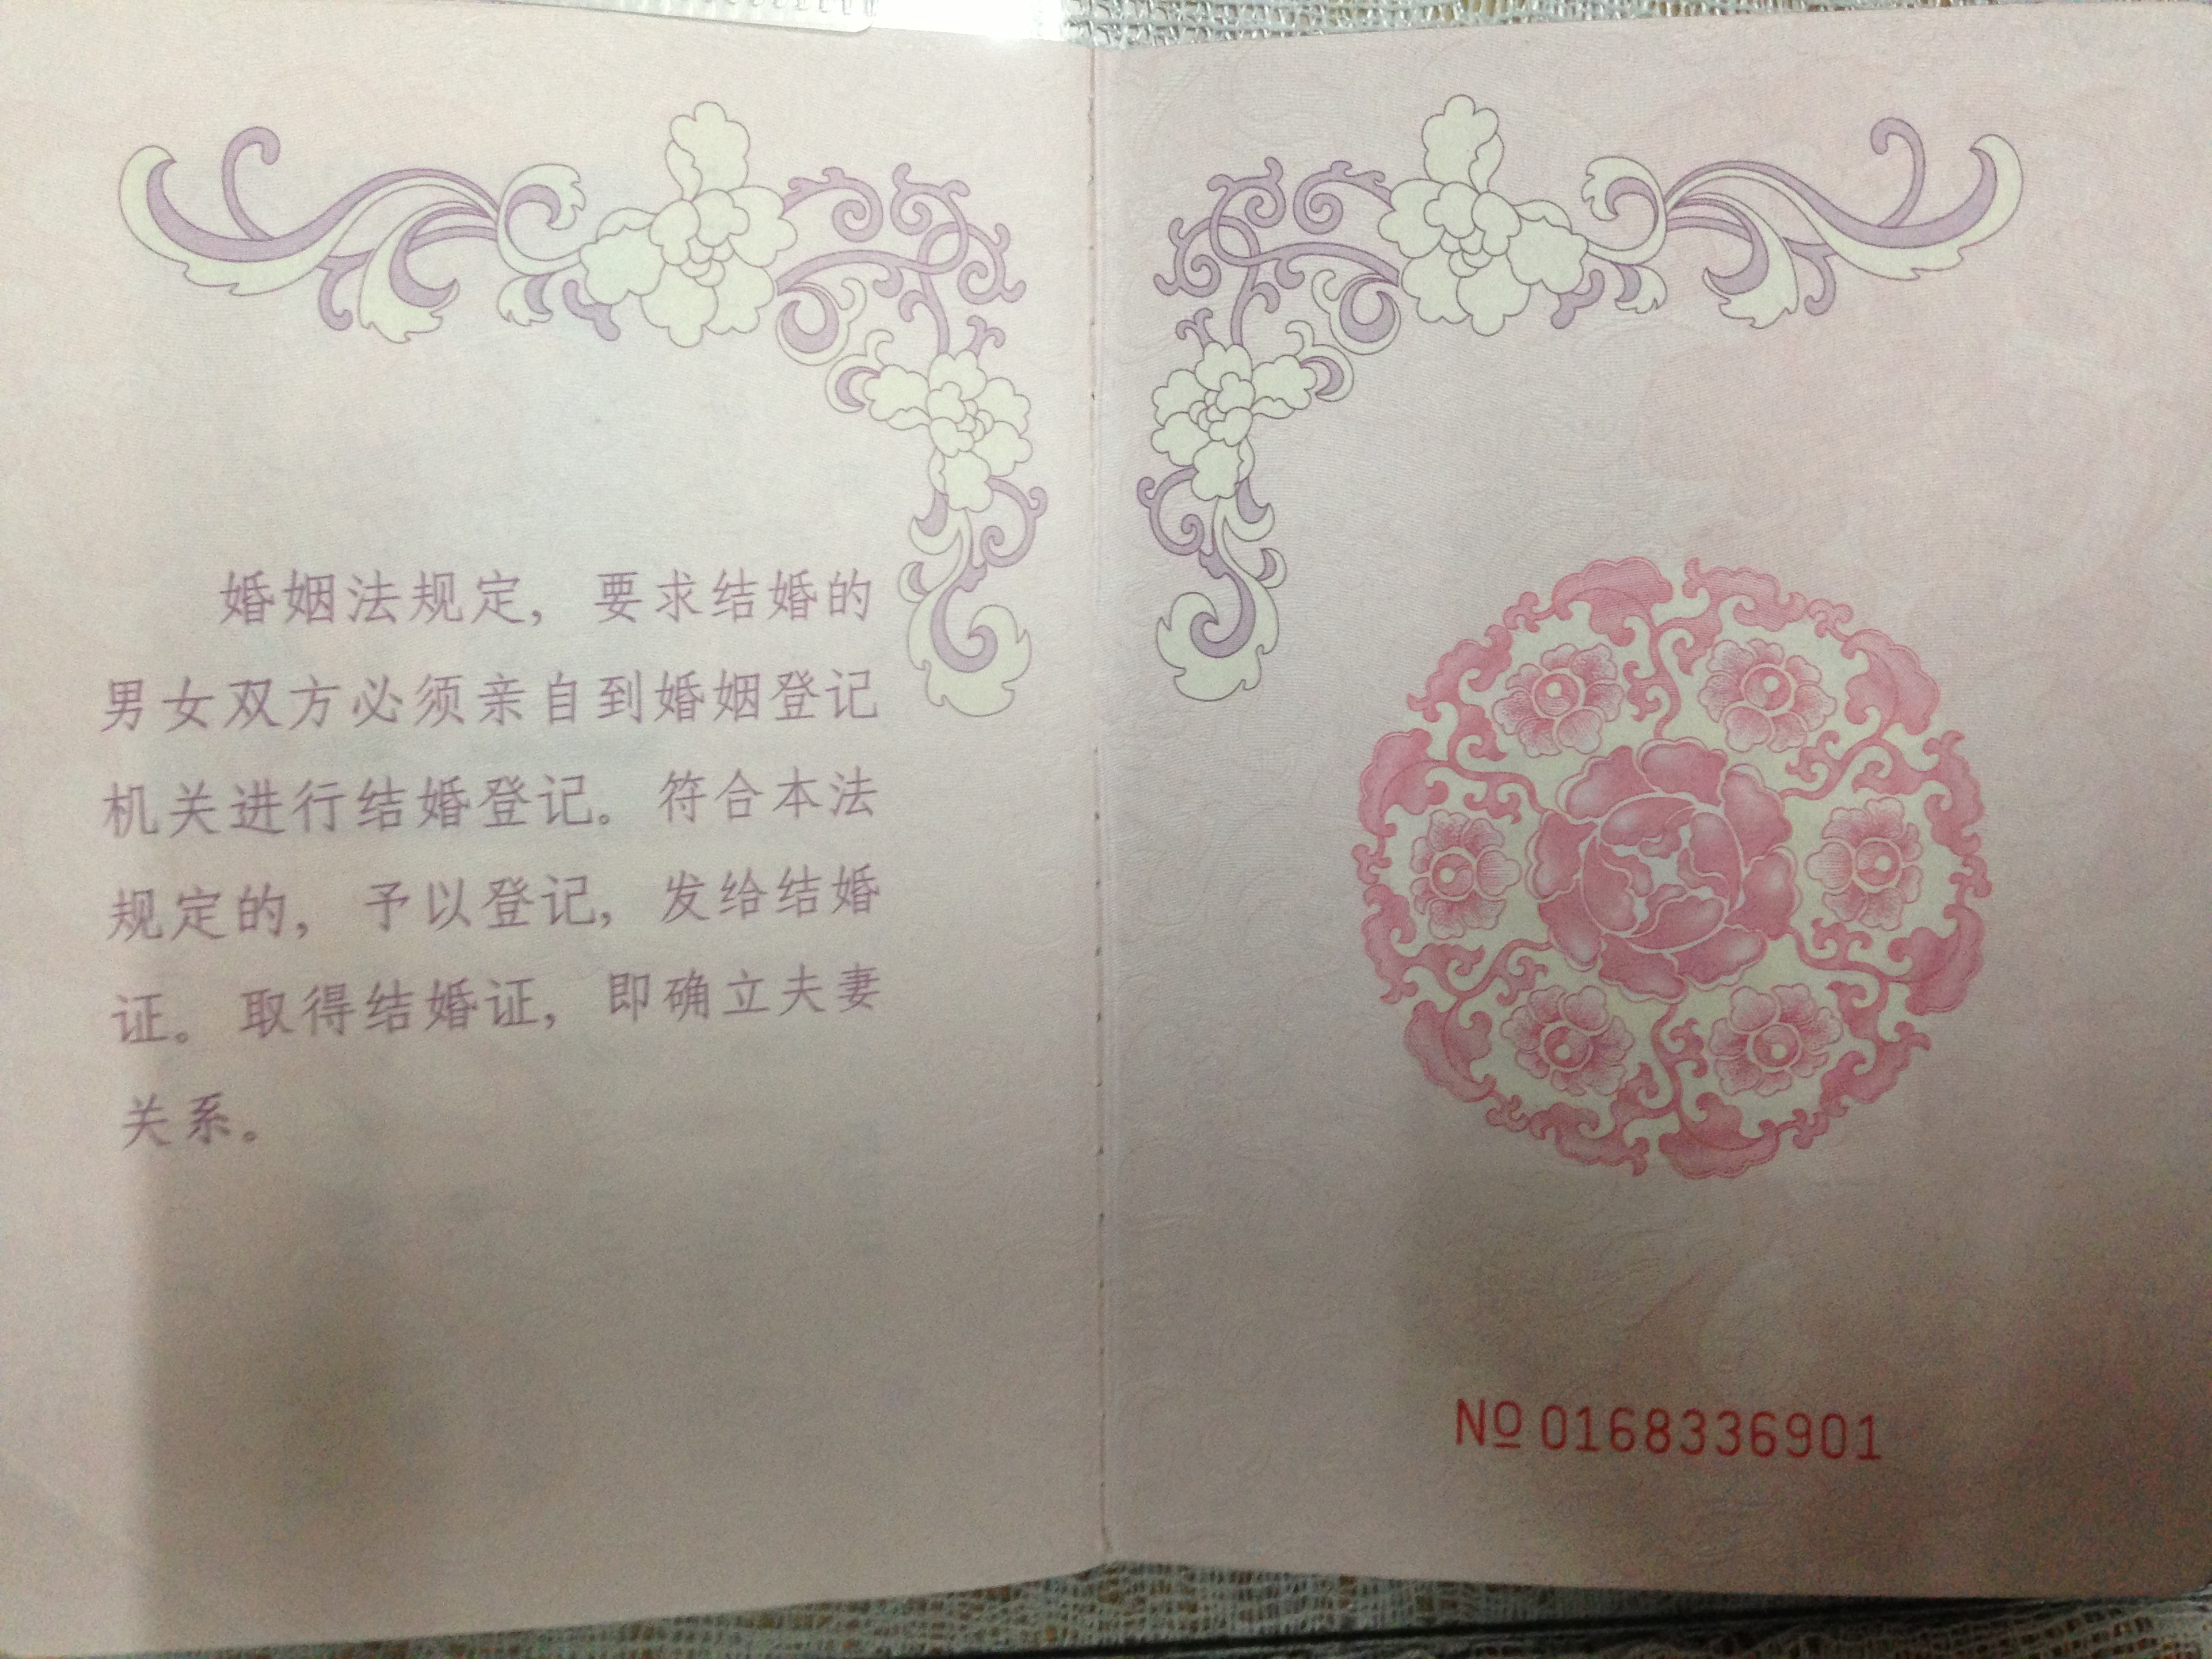 婚姻法规定，要求结婚的
男女双方必须亲自到婚姻登记
机关进行结婚登记。符合本法
规定的，予以登记，发给结婚
证。取得结婚证，即确立夫妻
关系。
№ 0168336901